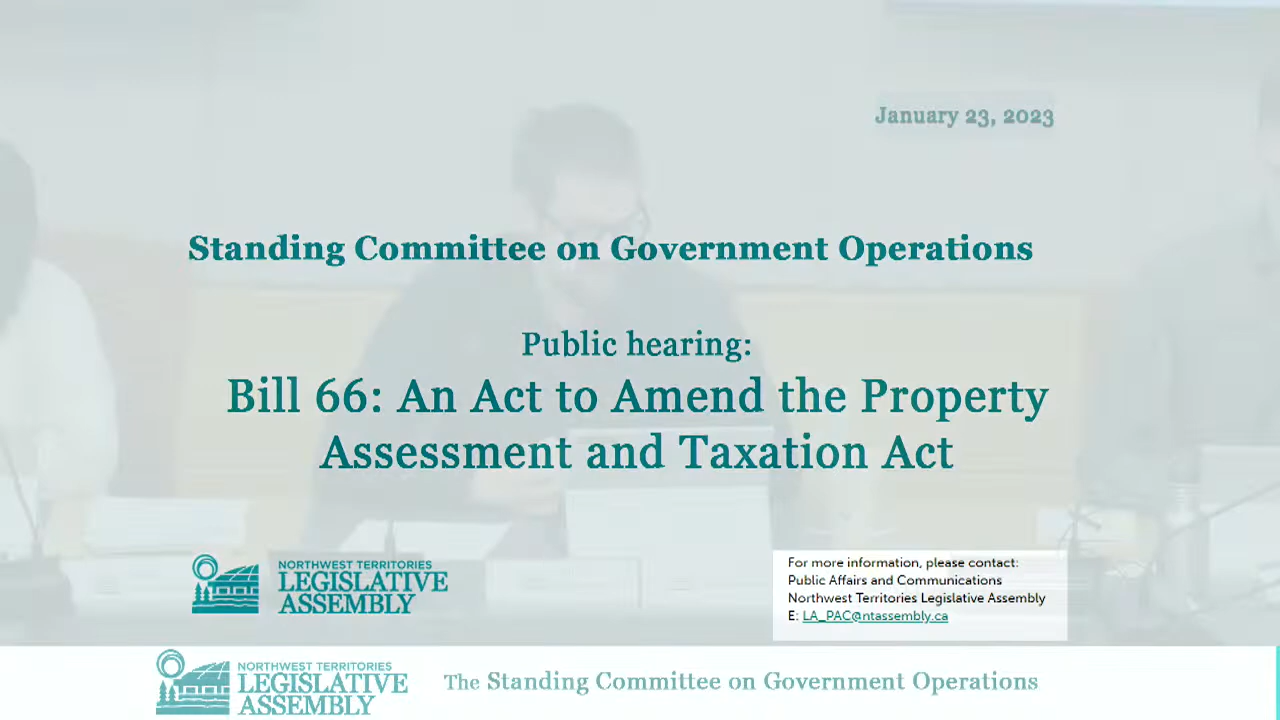 January 23, 2023
Standing Committee on Government Operations
Public hearing:
Bill 66: An Act to Amend the Property
Assessment and Taxation Act
NORTHWEST TERRITORIES
LEGISLATIVE
ASSEMBLY
For more information, please contact:
Public Affairs and Communications
Northwest Territories Legislative Assembly
E: LA_PAC@ntassembly.ca
NORTHWEST TERRITORIES
LEGISLATIVE
ASSEMBLY
The Standing Committee on Government Operations